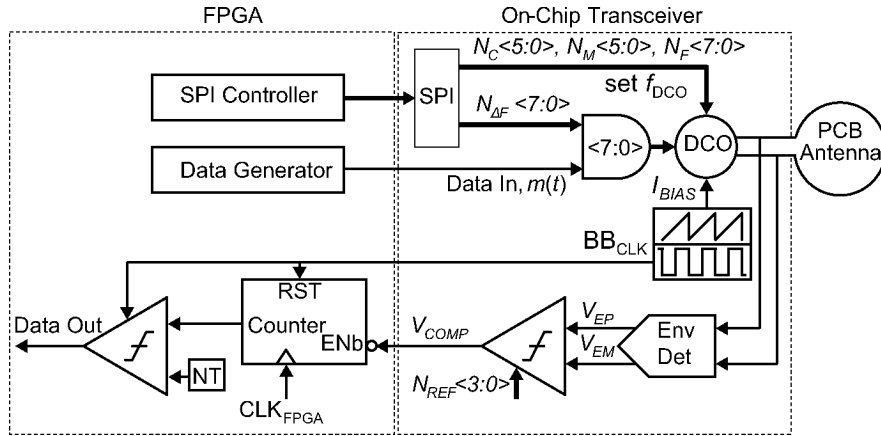 FPGA
On-Chip Transceiver
N_C<5:0>, N_M<5:0>, N_F<7:0>
set f_DCO
SPI Controller
SPI
N_ΔF <7:0>
<7:0>
DCO
PCB
Antenna
Data Generator
Data In, m(t)
I_BIAS
BB_CLK
RST
Data Out
Counter
ENb
V_COMP
V_EP
V_EM
Env
Det
NT
CLK_FPGA
N_REF<3:0>